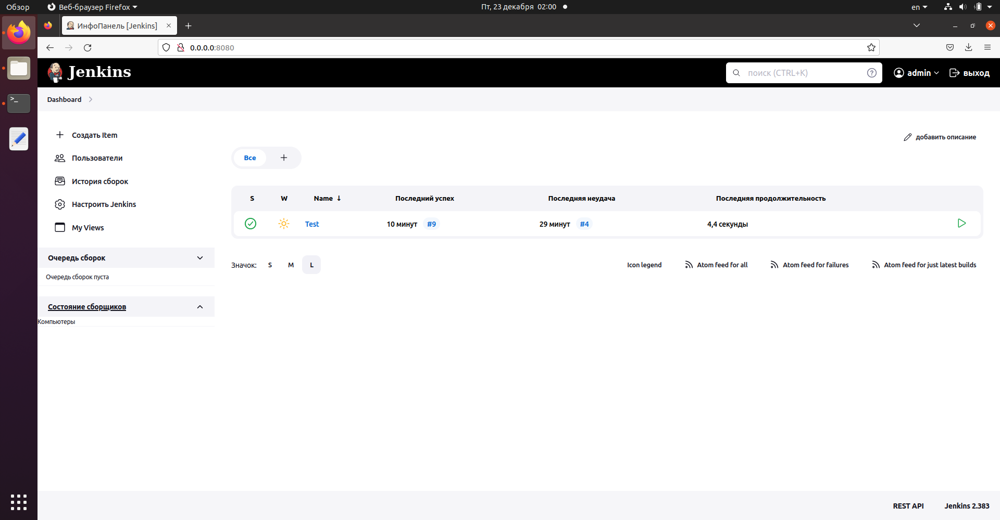 Обзор
Веб-браузер Firefox
Пт, 23 декабря 02:00
en
ИнфоПанель [Jenkins]
0.0.0.0:8080
Jenkins
поиск (CTRL+K)
admin
выход
Dashboard
Создать Item
Пользователи
История сборок
Настроить Jenkins
My Views
Очередь сборок
Очередь сборок пуста
Состояние сборщиков
Компьютеры
добавить описание
Все +
S W Name ↓ Последний успех Последняя неудача Последняя продолжительность
Test 10 минут #9 29 минут #4 4,4 секунды
Значок: S M L
Icon legend Atom feed for all Atom feed for failures Atom feed for just latest builds
REST API Jenkins 2.383